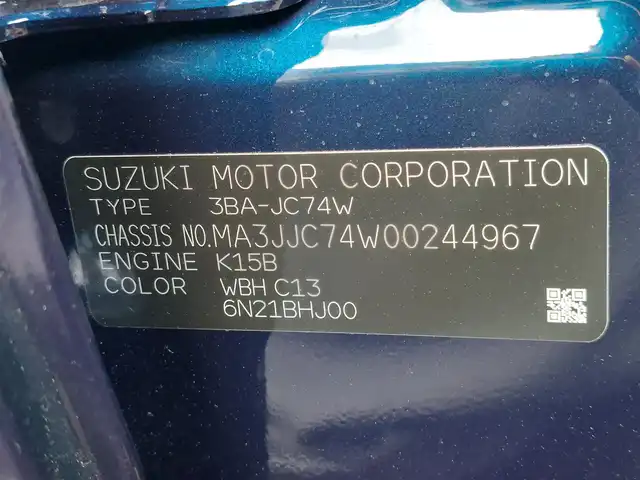 SUZUKI MOTOR CORPORATION
TYPE 3BA-JC74W
CHASSIS NO.MA3JJC74W00244967
ENGINE K15B
COLOR WBH C13
6N21BHJ00